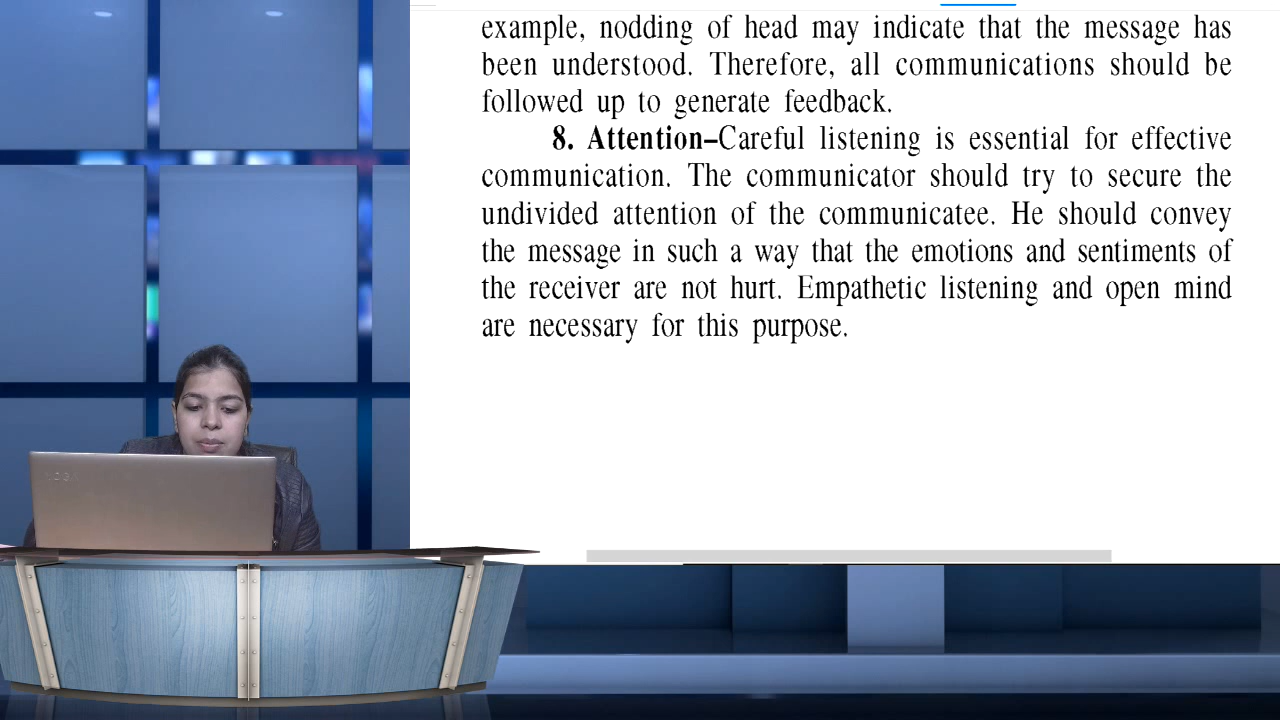 example, nodding of head may indicate that the message has
been understood. Therefore, all communications should be
followed up to generate feedback.
8. Attention–Careful listening is essential for effective
communication. The communicator should try to secure the
undivided attention of the communicatee. He should convey
the message in such a way that the emotions and sentiments of
the receiver are not hurt. Empathetic listening and open mind
are necessary for this purpose.